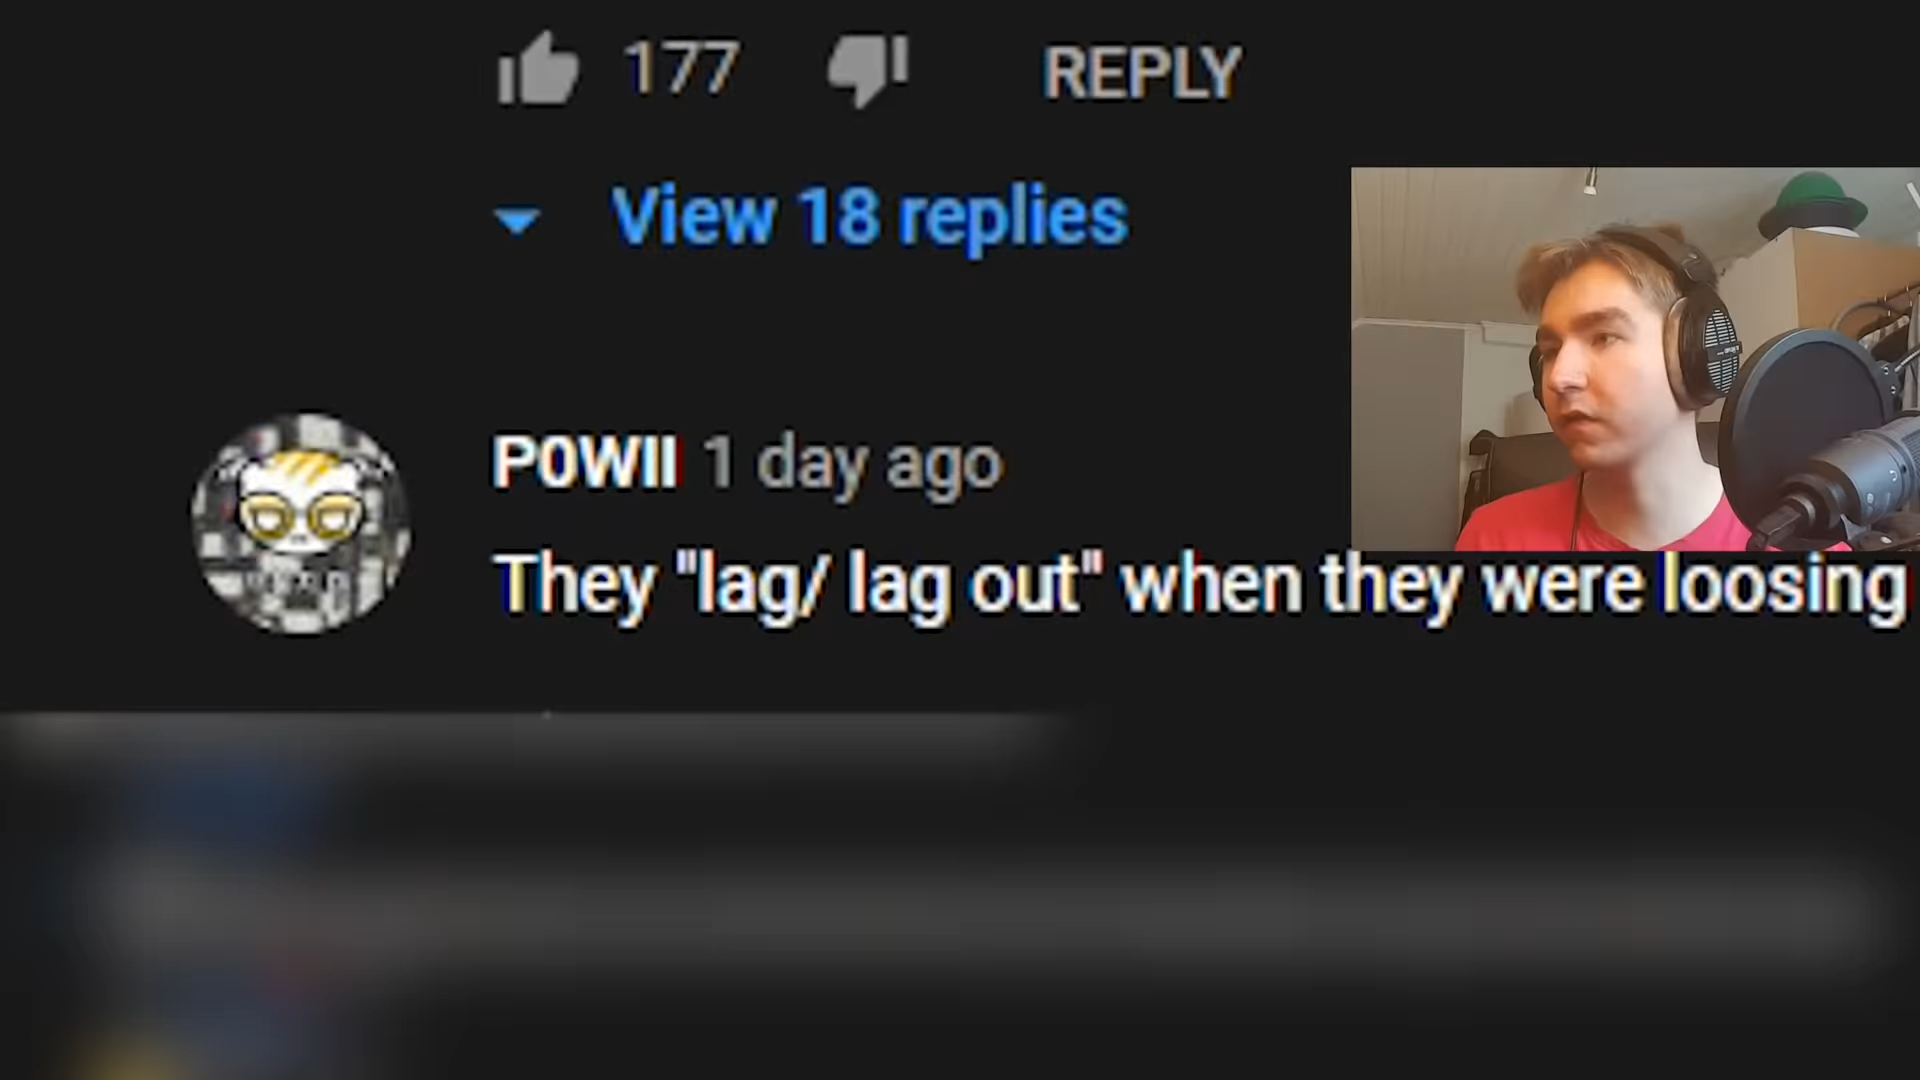 177 REPLY
View 18 replies
P0WII 1 day ago
They "lag/ lag out" when they were loosing